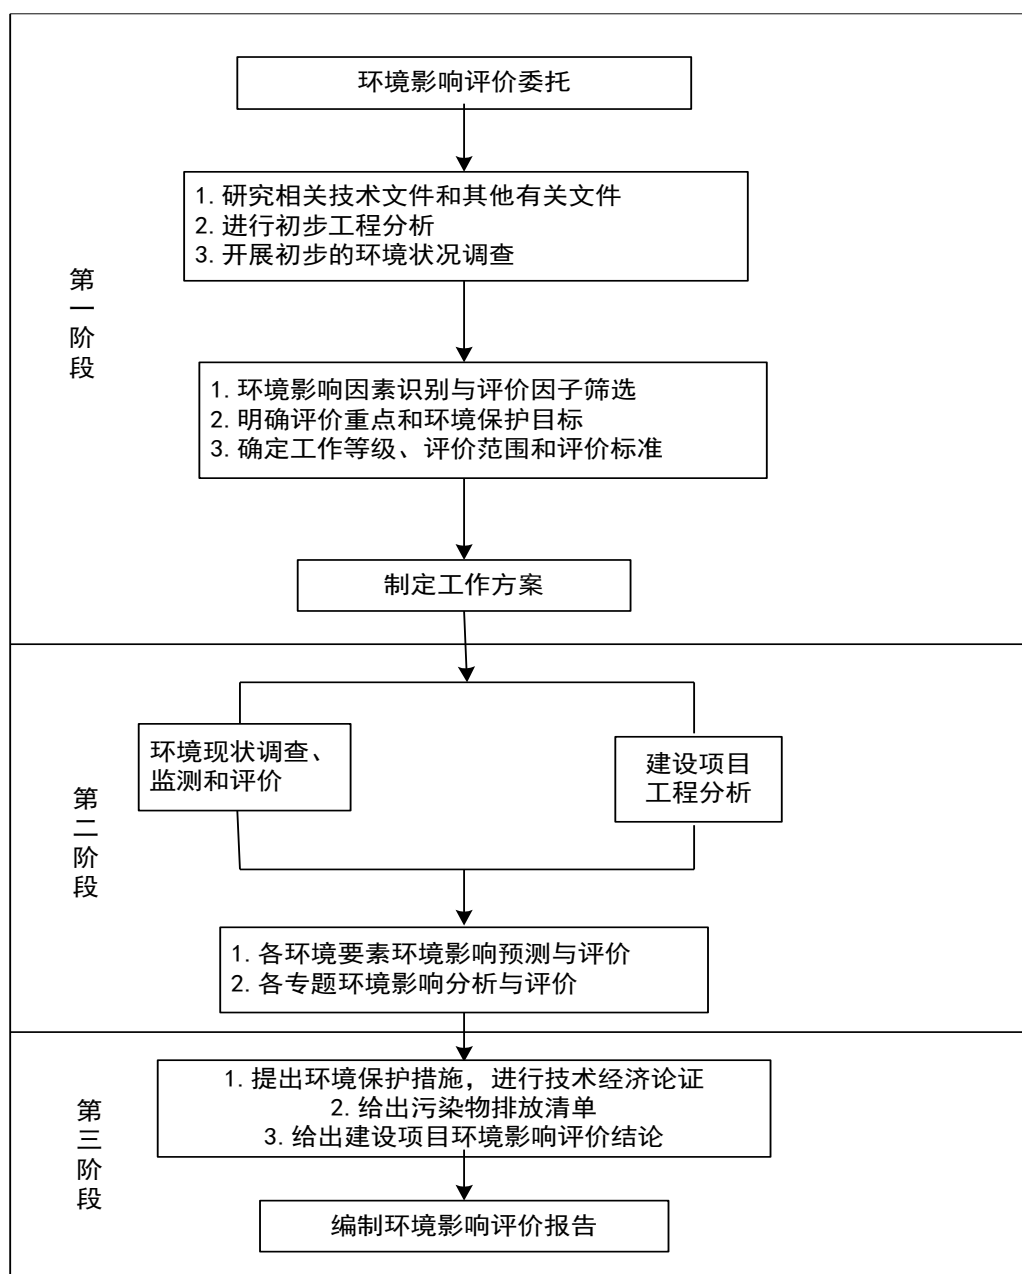 环境影响评价委托
1. 研究相关技术文件和其他有关文件
2. 进行初步工程分析
3. 开展初步的环境状况调查
第一阶段
1. 环境影响因素识别与评价因子筛选
2. 明确评价重点和环境保护目标
3. 确定工作等级、评价范围和评价标准
制定工作方案
环境现状调查、
监测和评价
建设项目
工程分析
第二阶段
1. 各环境要素环境影响预测与评价
2. 各专题环境影响分析与评价
1. 提出环境保护措施，进行技术经济论证
2. 给出污染物排放清单
3. 给出建设项目环境影响评价结论
第三阶段
编制环境影响评价报告